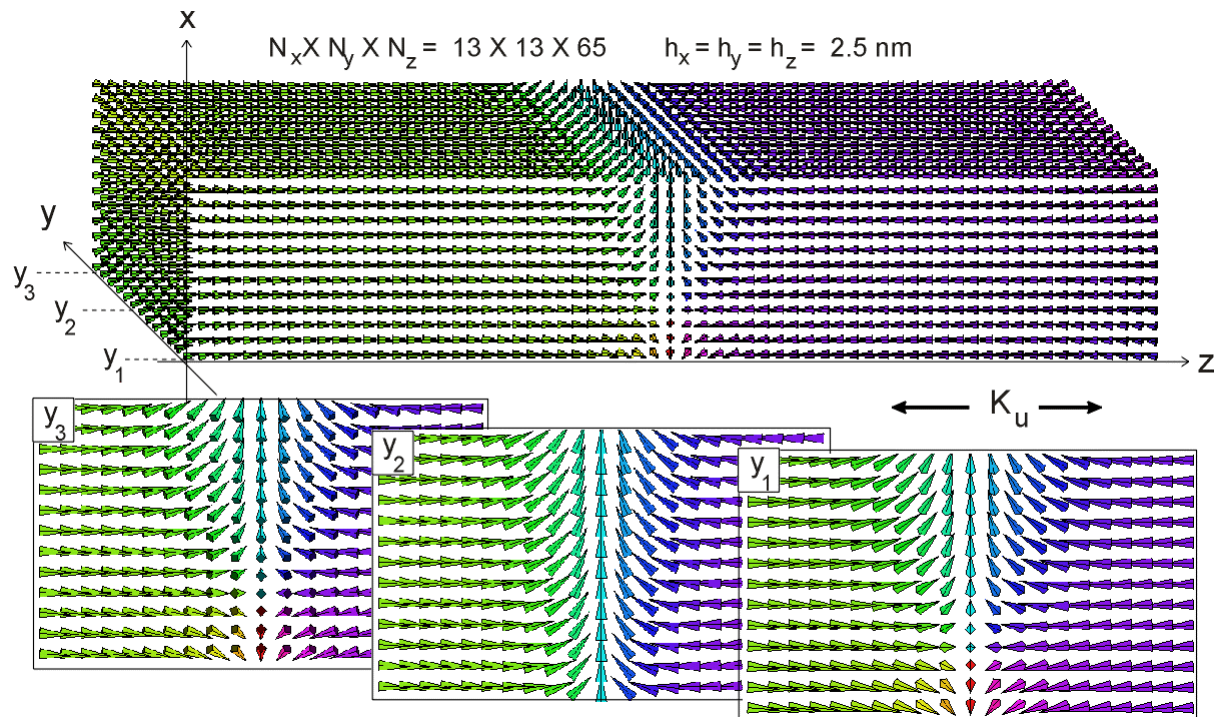 x
N_x X N_y X N_z = 13 X 13 X 65 h_x = h_y = h_z = 2.5 nm
y
y_3
y_2
y_1
z
y_3
K_u
y_2
y_1